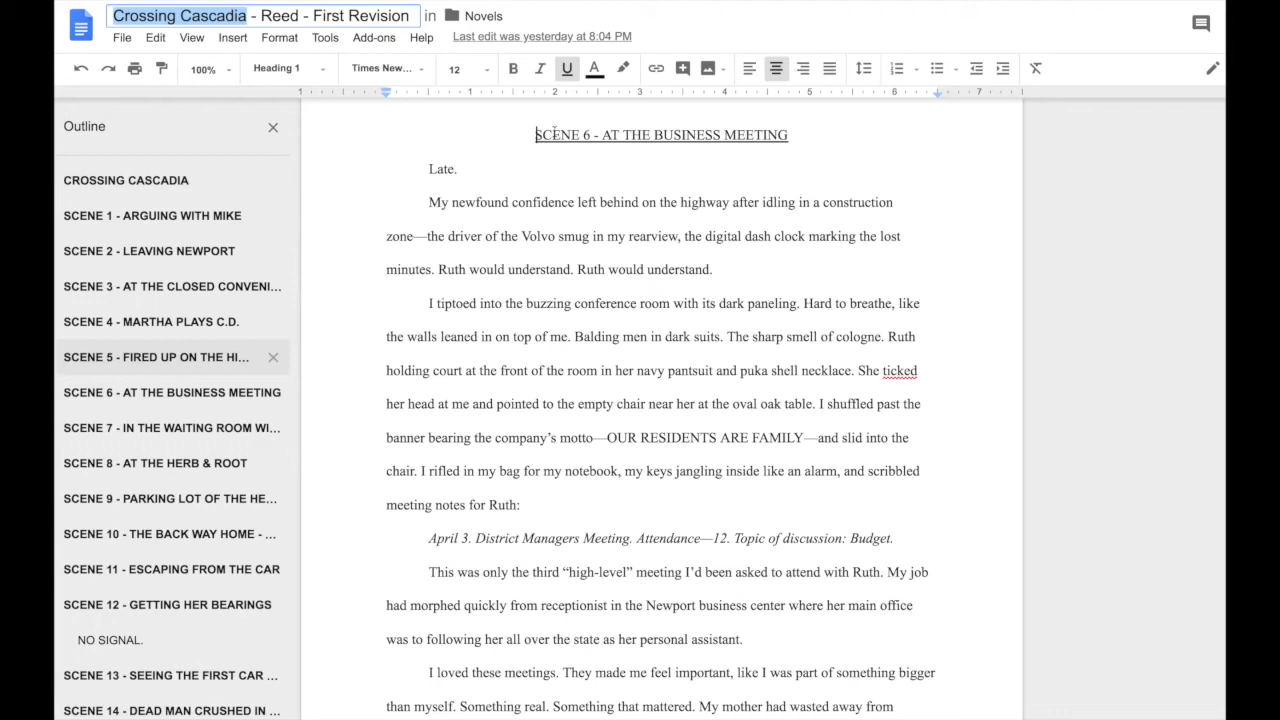 Crossing Cascadia - Reed - First Revision in Novels
File Edit View Insert Format Tools Add-ons Help Last edit was yesterday at 8:04 PM
100% Heading 1 Times New... 12 B I U A
1 1 2 3 4 5 6 7
Outline
CROSSING CASCADIA
SCENE 1 - ARGUING WITH MIKE
SCENE 2 - LEAVING NEWPORT
SCENE 3 - AT THE CLOSED CONVENI...
SCENE 4 - MARTHA PLAYS C.D.
SCENE 5 - FIRED UP ON THE HI...
SCENE 6 - AT THE BUSINESS MEETING
SCENE 7 - IN THE WAITING ROOM WI...
SCENE 8 - AT THE HERB & ROOT
SCENE 9 - PARKING LOT OF THE HE...
SCENE 10 - THE BACK WAY HOME - ...
SCENE 11 - ESCAPING FROM THE CAR
SCENE 12 - GETTING HER BEARINGS
NO SIGNAL.
SCENE 13 - SEEING THE FIRST CAR ...
SCENE 14 - DEAD MAN CRUSHED IN ...
SCENE 6 - AT THE BUSINESS MEETING
Late.
My newfound confidence left behind on the highway after idling in a construction
zone—the driver of the Volvo smug in my rearview, the digital dash clock marking the lost
minutes. Ruth would understand. Ruth would understand.
I tiptoed into the buzzing conference room with its dark paneling. Hard to breathe, like
the walls leaned in on top of me. Balding men in dark suits. The sharp smell of cologne. Ruth
holding court at the front of the room in her navy pantsuit and puka shell necklace. She ticked
her head at me and pointed to the empty chair near her at the oval oak table. I shuffled past the
banner bearing the company’s motto—OUR RESIDENTS ARE FAMILY—and slid into the
chair. I rifled in my bag for my notebook, my keys jangling inside like an alarm, and scribbled
meeting notes for Ruth:
April 3. District Managers Meeting. Attendance—12. Topic of discussion: Budget.
This was only the third “high-level” meeting I’d been asked to attend with Ruth. My job
had morphed quickly from receptionist in the Newport business center where her main office
was to following her all over the state as her personal assistant.
I loved these meetings. They made me feel important, like I was part of something bigger
than myself. Something real. Something that mattered. My mother had wasted away from